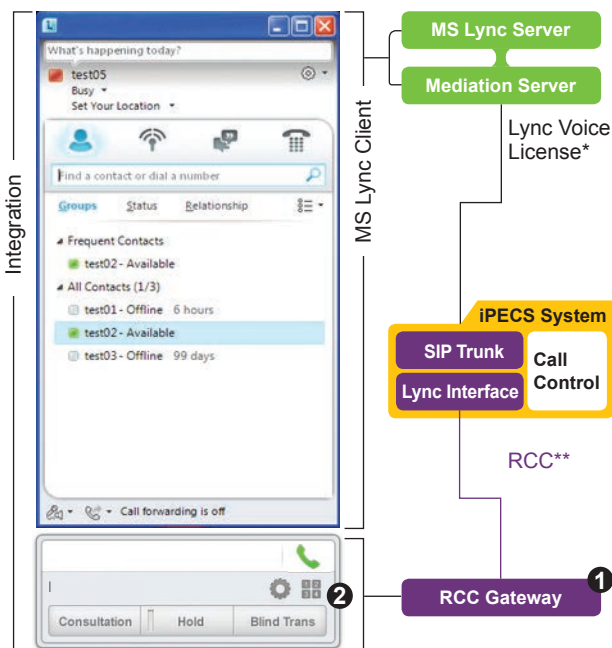 What's happening today?
test05
Busy
Set Your Location
Find a contact or dial a number
Groups Status Relationship
Frequent Contacts
test02 - Available
All Contacts (1/3)
test01 - Offline 6 hours
test02 - Available
test03 - Offline 99 days
Call forwarding is off
Consultation Hold Blind Trans
2
Integration
MS Lync Client
MS Lync Server
Mediation Server
Lync Voice
License*
iPECS System
SIP Trunk
Lync Interface
Call
Control
RCC**
RCC Gateway
1